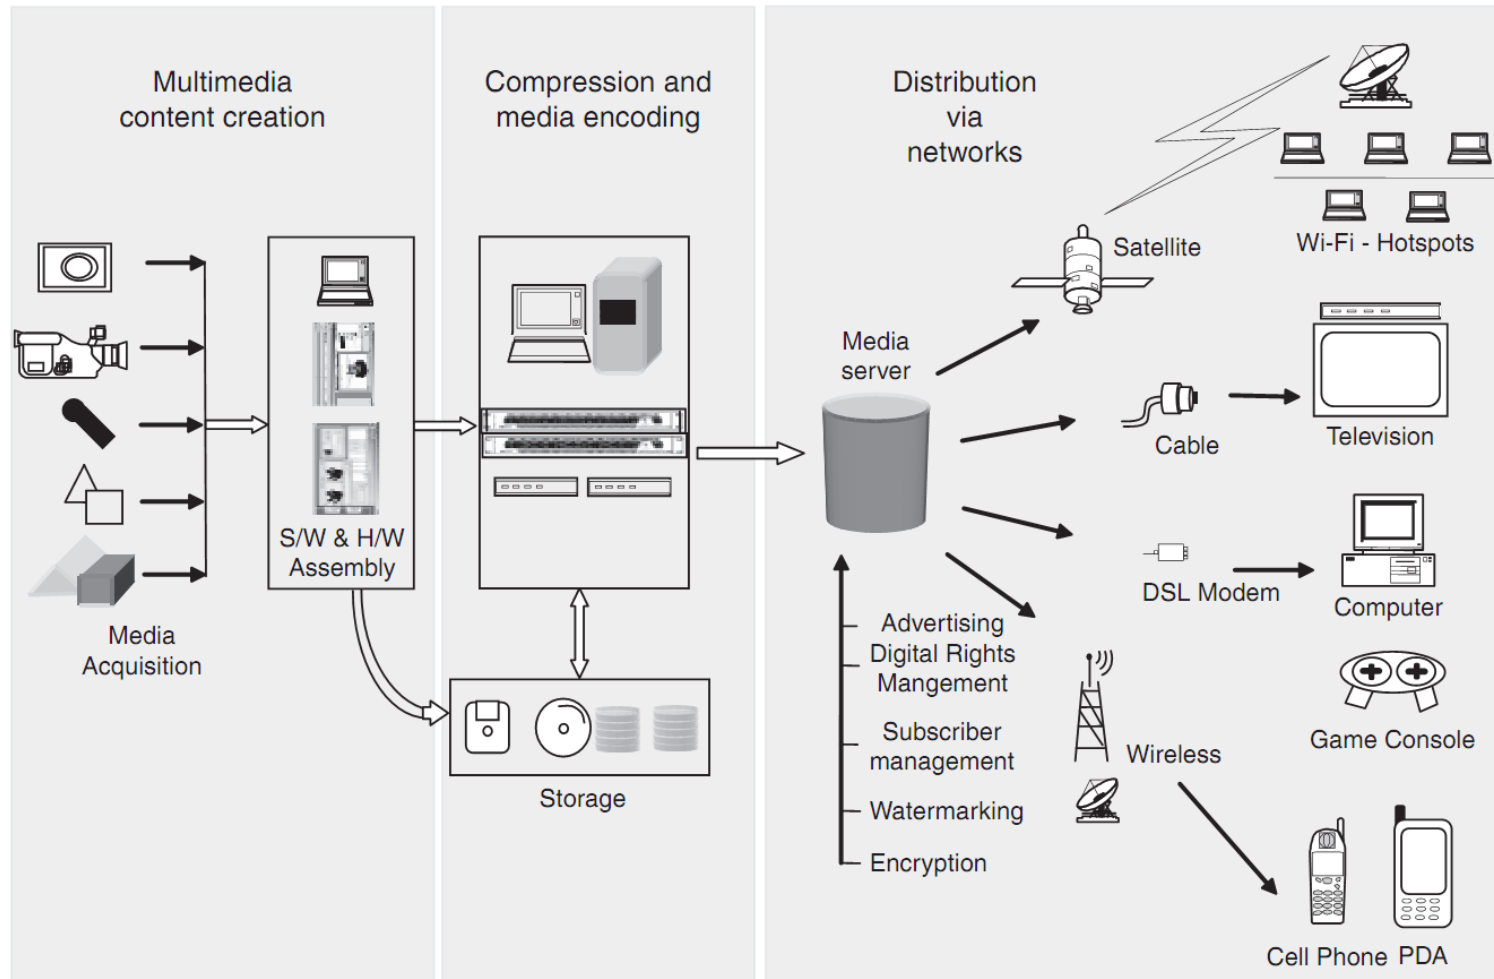 Multimedia
content creation
Compression and
media encoding
Distribution
via
networks
S/W & H/W
Assembly
Media
Acquisition
Storage
Media
server
Advertising
Digital Rights
Mangement
Subscriber
management
Watermarking
Encryption
Satellite
Wi-Fi - Hotspots
Cable
Television
DSL Modem
Computer
Game Console
Wireless
Cell Phone
PDA